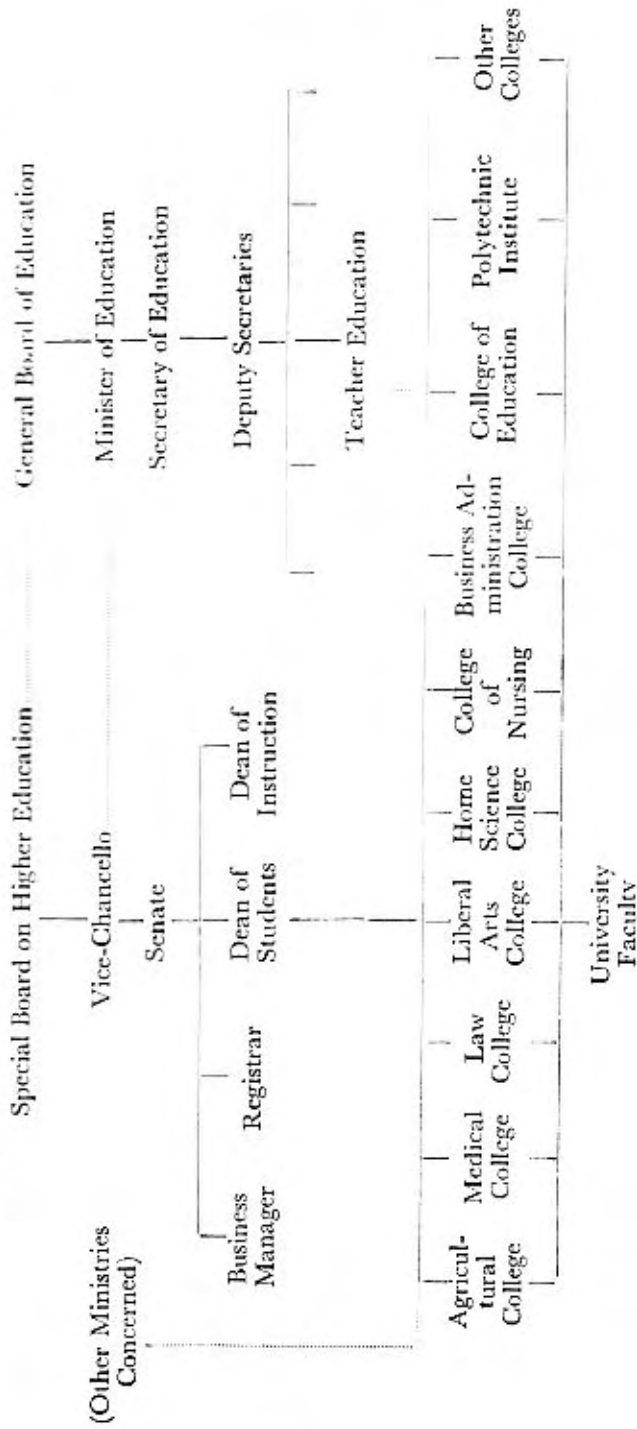 Special Board on Higher Education
General Board of Education
(Other Ministries
Concerned)
Vice-Chancello
Senate
Minister of Education
Secretary of Education
Business
Manager
Registrar
Dean of
Students
Dean of
Instruction
Deputy Secretaries
Teacher Education
Agricul-
tural
College
Medical
College
Law
College
Liberal
Arts
College
Home
Science
College
College
of
Nursing
Business Ad-
ministration
College
College of
Education
Polytechnic
Institute
Other
Colleges
University
Faculty